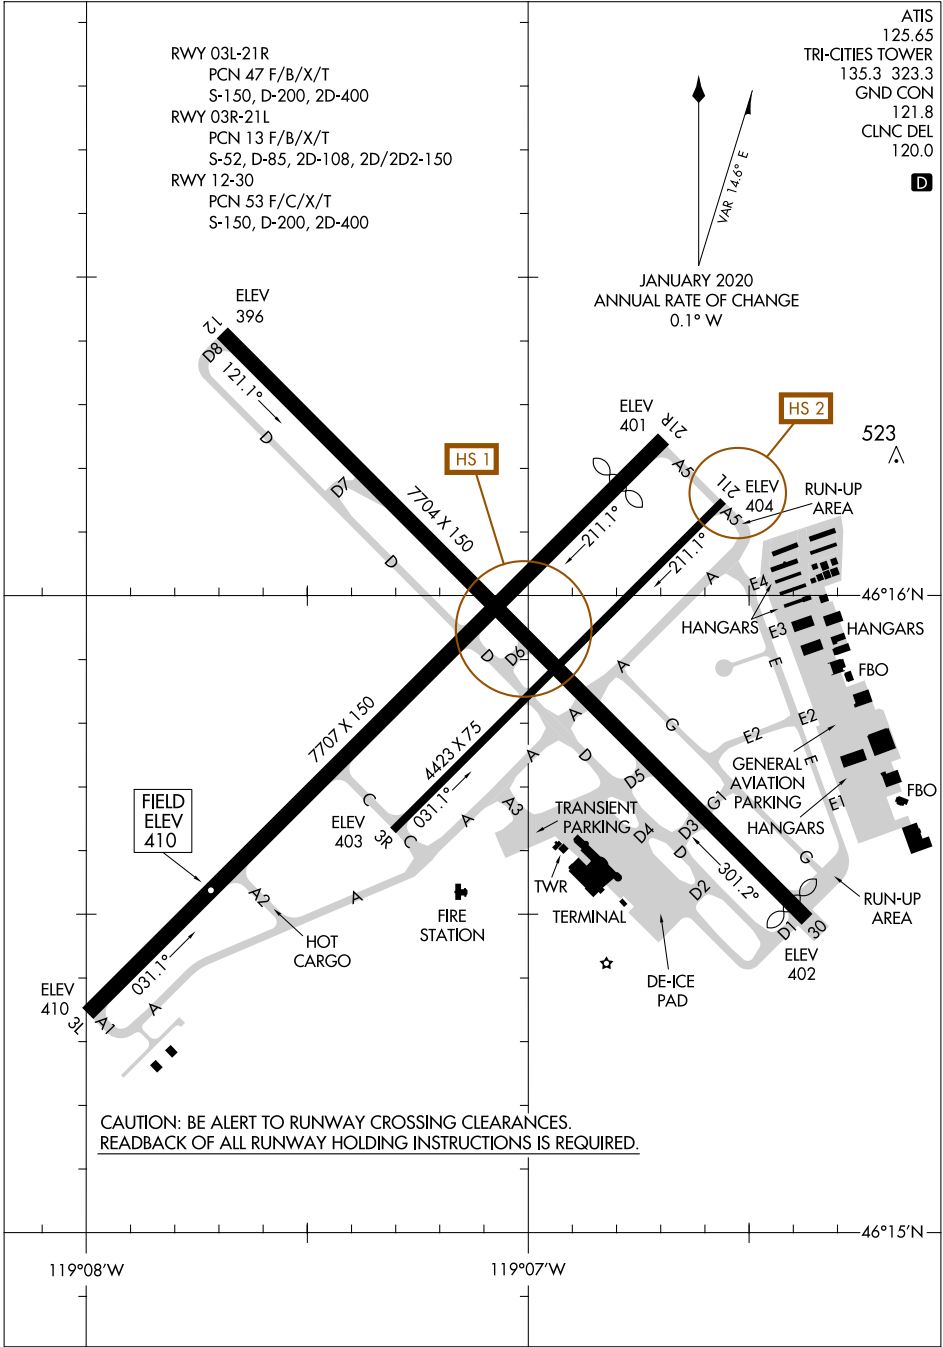 RWY 03L-21R
PCN 47 F/B/X/T
S-150, D-200, 2D-400
RWY 03R-21L
PCN 13 F/B/X/T
S-52, D-85, 2D-108, 2D/2D2-150
RWY 12-30
PCN 53 F/C/X/T
S-150, D-200, 2D-400
ATIS
125.65
TRI-CITIES TOWER
135.3 323.3
GND CON
121.8
CLNC DEL
120.0
D
VAR 14.6° E
JANUARY 2020
ANNUAL RATE OF CHANGE
0.1° W
ELEV
396
12
D8
121.1°
D
D7
7704 X 150
D
HS 1
ELEV
401
21R
A5
HS 2
523
21L
ELEV
404
A5
RUN-UP
AREA
211.1°
211.1°
A
E4
46°16'N
HANGARS
E3
HANGARS
E
FBO
D
D6
A
7707 X 150
4423 X 75
A
A
D
G
E2
E2
E
GENERAL
AVIATION
PARKING
E1
FBO
HANGARS
D5
G1
C
031.1°
A
A3
TRANSIENT
PARKING
D4
D3
D
FIELD
ELEV
410
ELEV
403
3R
C
TWR
TERMINAL
301.2°
G
D2
RUN-UP
AREA
A2
A
FIRE
STATION
HOT
CARGO
D1
30
ELEV
402
DE-ICE
PAD
031.1°
ELEV
410
3L
A1
A
CAUTION: BE ALERT TO RUNWAY CROSSING CLEARANCES.
READBACK OF ALL RUNWAY HOLDING INSTRUCTIONS IS REQUIRED.
46°15'N
119°08'W
119°07'W